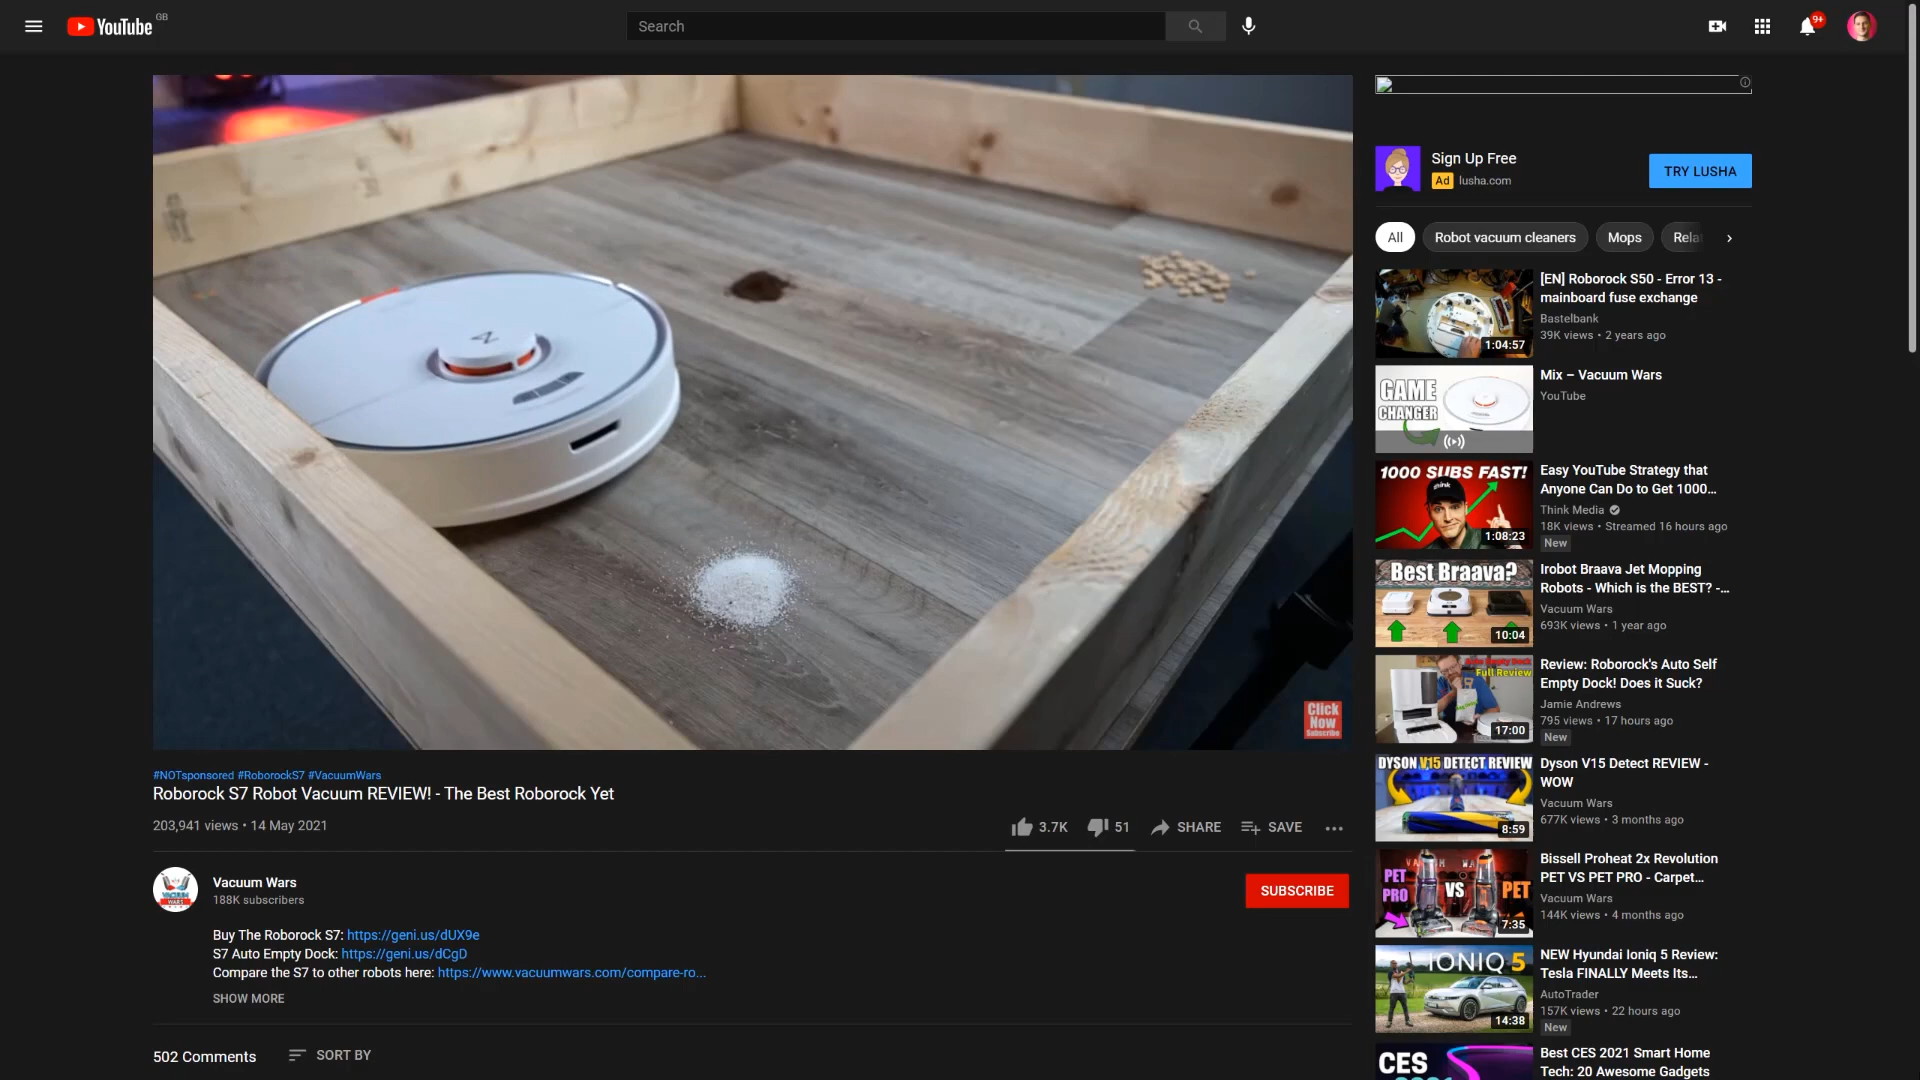 YouTube GB
Search
9+
Click
Now
Subscribe
#NOTsponsored #RoborockS7 #VacuumWars
Roborock S7 Robot Vacuum REVIEW! - The Best Roborock Yet
203,941 views • 14 May 2021
3.7K
51
SHARE
SAVE
Vacuum Wars
188K subscribers
SUBSCRIBE
Buy The Roborock S7: https://geni.us/dUX9e
S7 Auto Empty Dock: https://geni.us/dCgD
Compare the S7 to other robots here: https://www.vacuumwars.com/compare-ro...
SHOW MORE
502 Comments
SORT BY
Sign Up Free
Ad lusha.com
TRY LUSHA
All
Robot vacuum cleaners
Mops
Rela
1:04:57
[EN] Roborock S50 - Error 13 -
mainboard fuse exchange
Bastelbank
39K views • 2 years ago
GAME
CHANGER
Mix – Vacuum Wars
YouTube
1000 SUBS FAST!
1:08:23
Easy YouTube Strategy that
Anyone Can Do to Get 1000...
Think Media
18K views • Streamed 16 hours ago
New
Best Braava?
10:04
Irobot Braava Jet Mopping
Robots - Which is the BEST? -...
Vacuum Wars
693K views • 1 year ago
Full Review
17:00
Review: Roborock's Auto Self
Empty Dock! Does it Suck?
Jamie Andrews
795 views • 17 hours ago
New
DYSON V15 DETECT REVIEW
8:59
Dyson V15 Detect REVIEW -
WOW
Vacuum Wars
677K views • 3 months ago
PET
PRO
VS
PET
7:35
Bissell Proheat 2x Revolution
PET VS PET PRO - Carpet...
Vacuum Wars
144K views • 4 months ago
IONIQ 5
14:38
NEW Hyundai Ioniq 5 Review:
Tesla FINALLY Meets Its...
AutoTrader
157K views • 22 hours ago
New
CES
Best CES 2021 Smart Home
Tech: 20 Awesome Gadgets